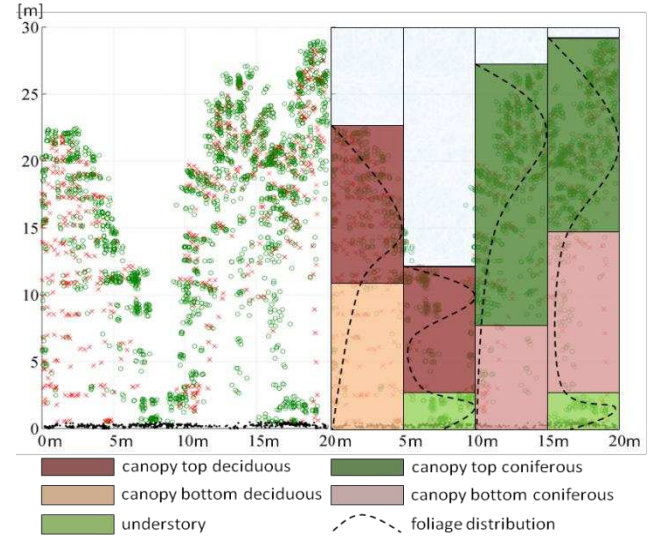 [m]
30
25
20
15
10
5
0
0m 5m 10m 15m 20m 5m 10m 15m 20m
canopy top deciduous canopy top coniferous
canopy bottom deciduous canopy bottom coniferous
understory foliage distribution